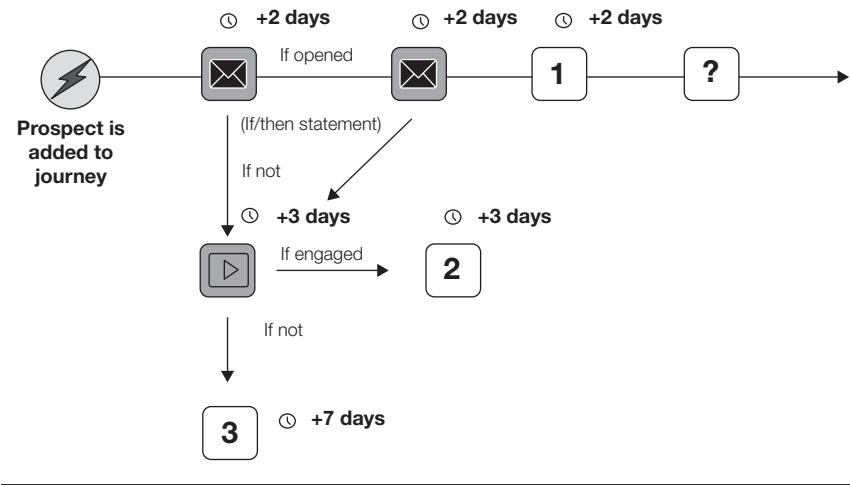 +2 days
+2 days
+2 days
If opened
1
?
Prospect is
added to
journey
(If/then statement)
If not
+3 days
+3 days
If engaged
2
If not
3
+7 days